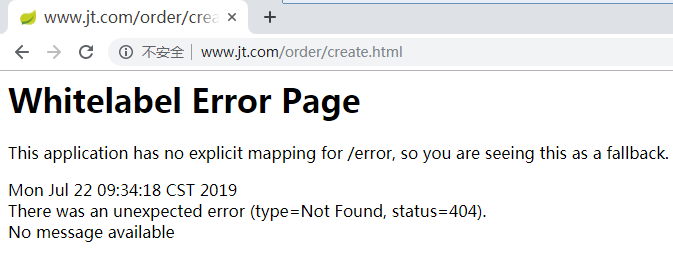 www.jt.com/order/crea
不安全 www.jt.com/order/create.html
Whitelabel Error Page
This application has no explicit mapping for /error, so you are seeing this as a fallback.
Mon Jul 22 09:34:18 CST 2019
There was an unexpected error (type=Not Found, status=404).
No message available